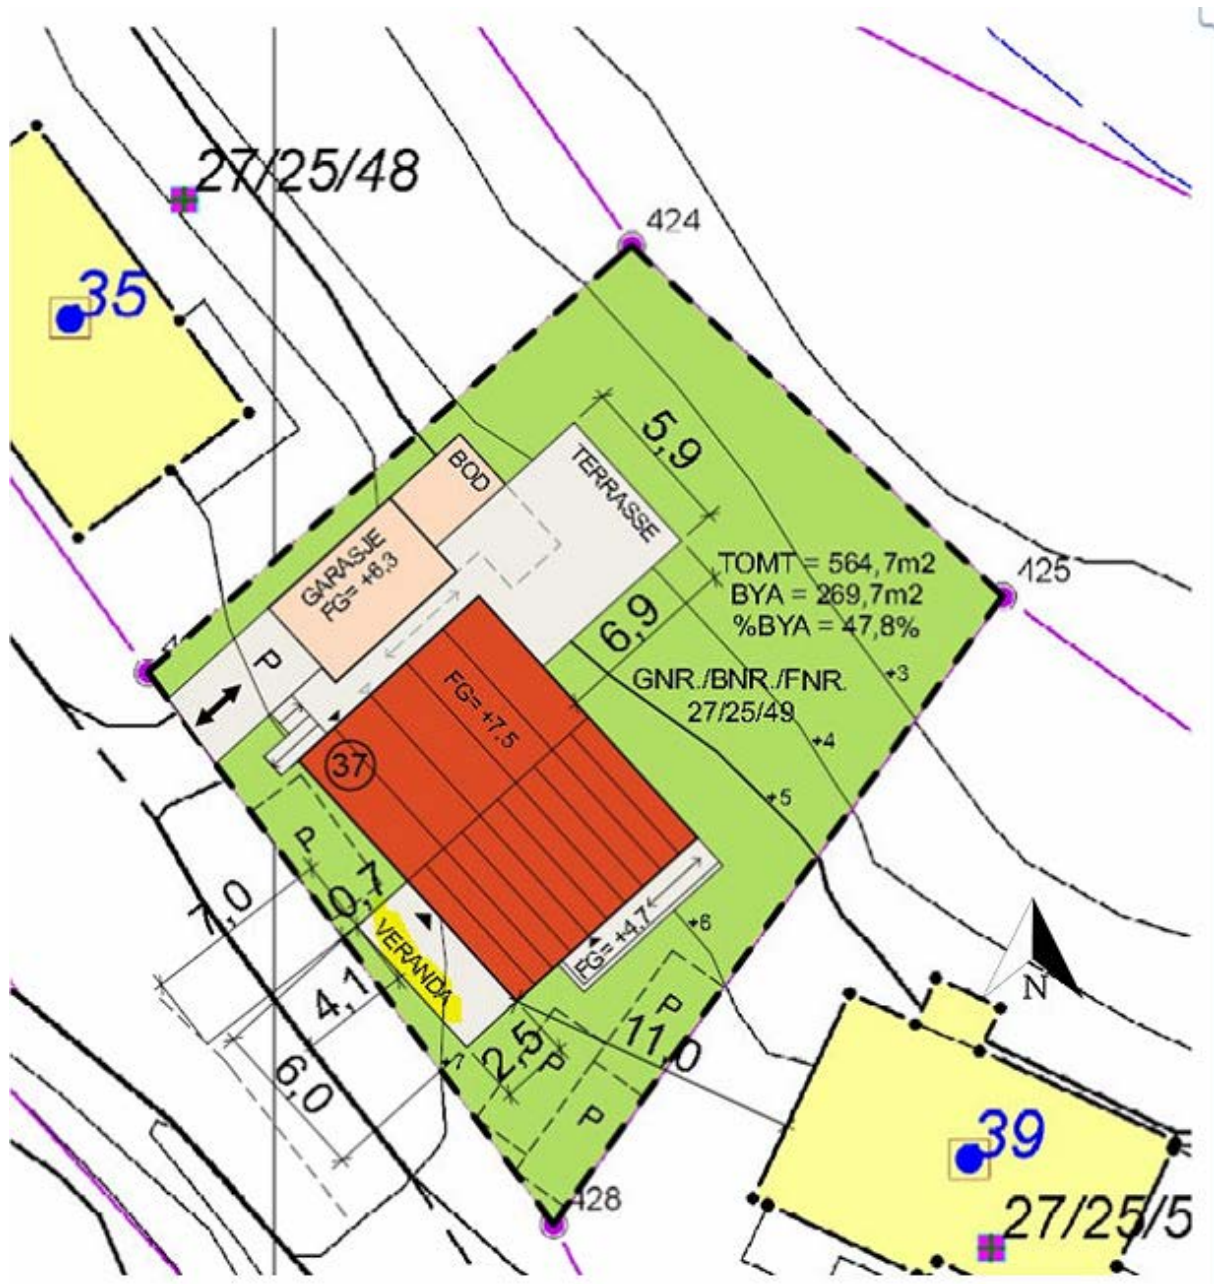 27/25/48
424
35
5,9
BOD
TERRASSE
GARASJE
FG= +6,3
TOMT = 564,7m2
BYA = 269,7m2
%BYA = 47,8%
425
6,9
P
GNR./BNR./FNR.
27/25/49
+3
FG= +7,5
+4
37
+5
P
0,7
7,0
VERANDA
FG= +4,7
+6
N
4,1
P
11,0
2,5
P
+7
6,0
P
39
428
27/25/5